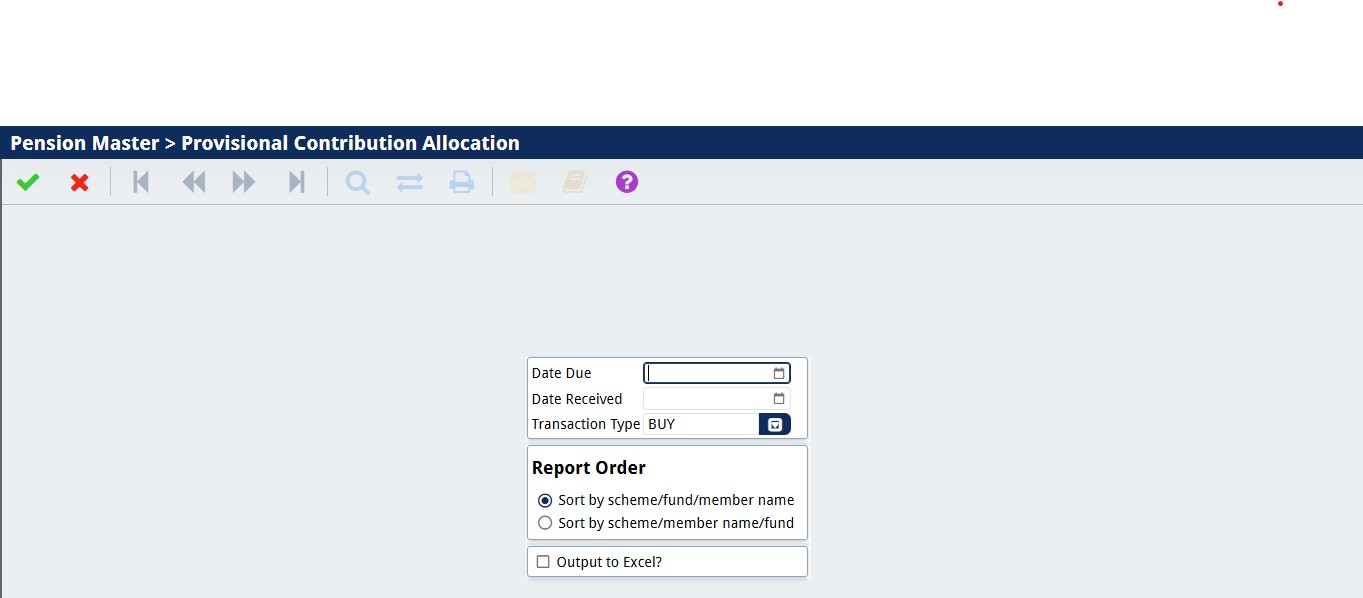 Pension Master > Provisional Contribution Allocation
?
Date Due
Date Received
Transaction Type BUY
Report Order
Sort by scheme/fund/member name
Sort by scheme/member name/fund
Output to Excel?